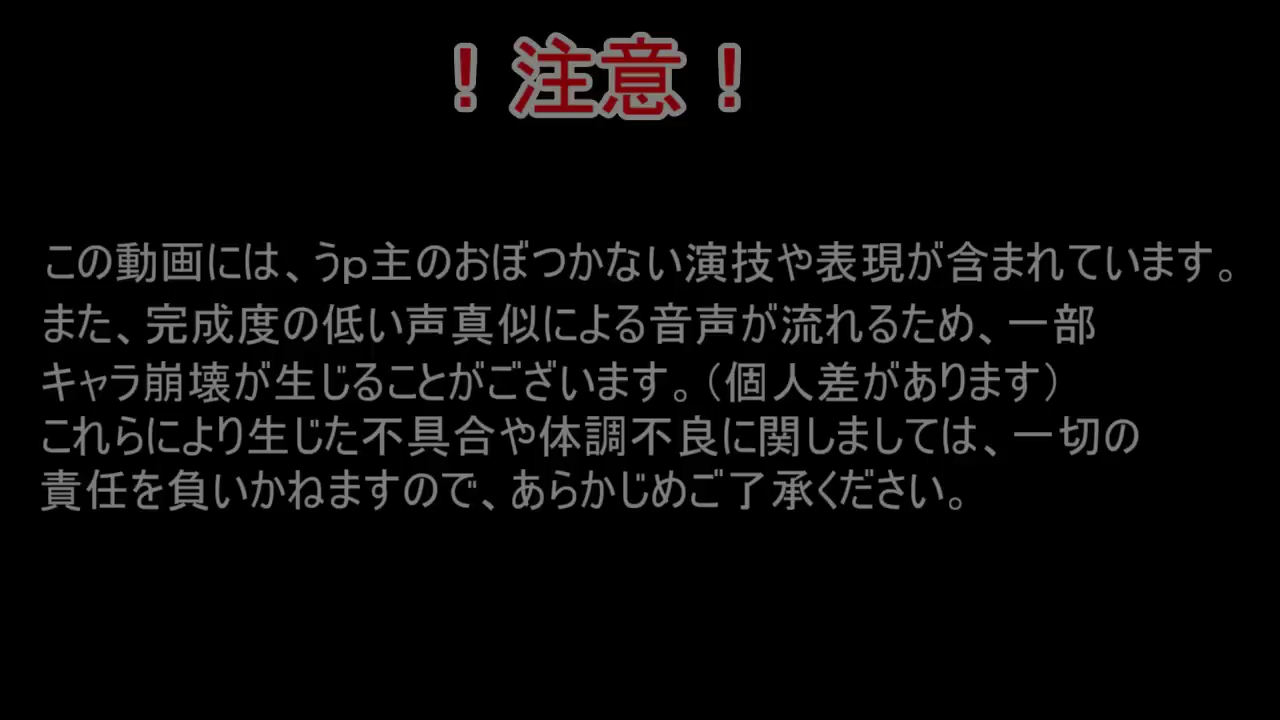 ！注意！
この動画には、うp主のおぼつかない演技や表現が含まれています。
また、完成度の低い声真似による音声が流れるため、一部
キャラ崩壊が生じることがございます。（個人差があります）
これらにより生じた不具合や体調不良に関しましては、一切の
責任を負いかねますので、あらかじめご了承ください。